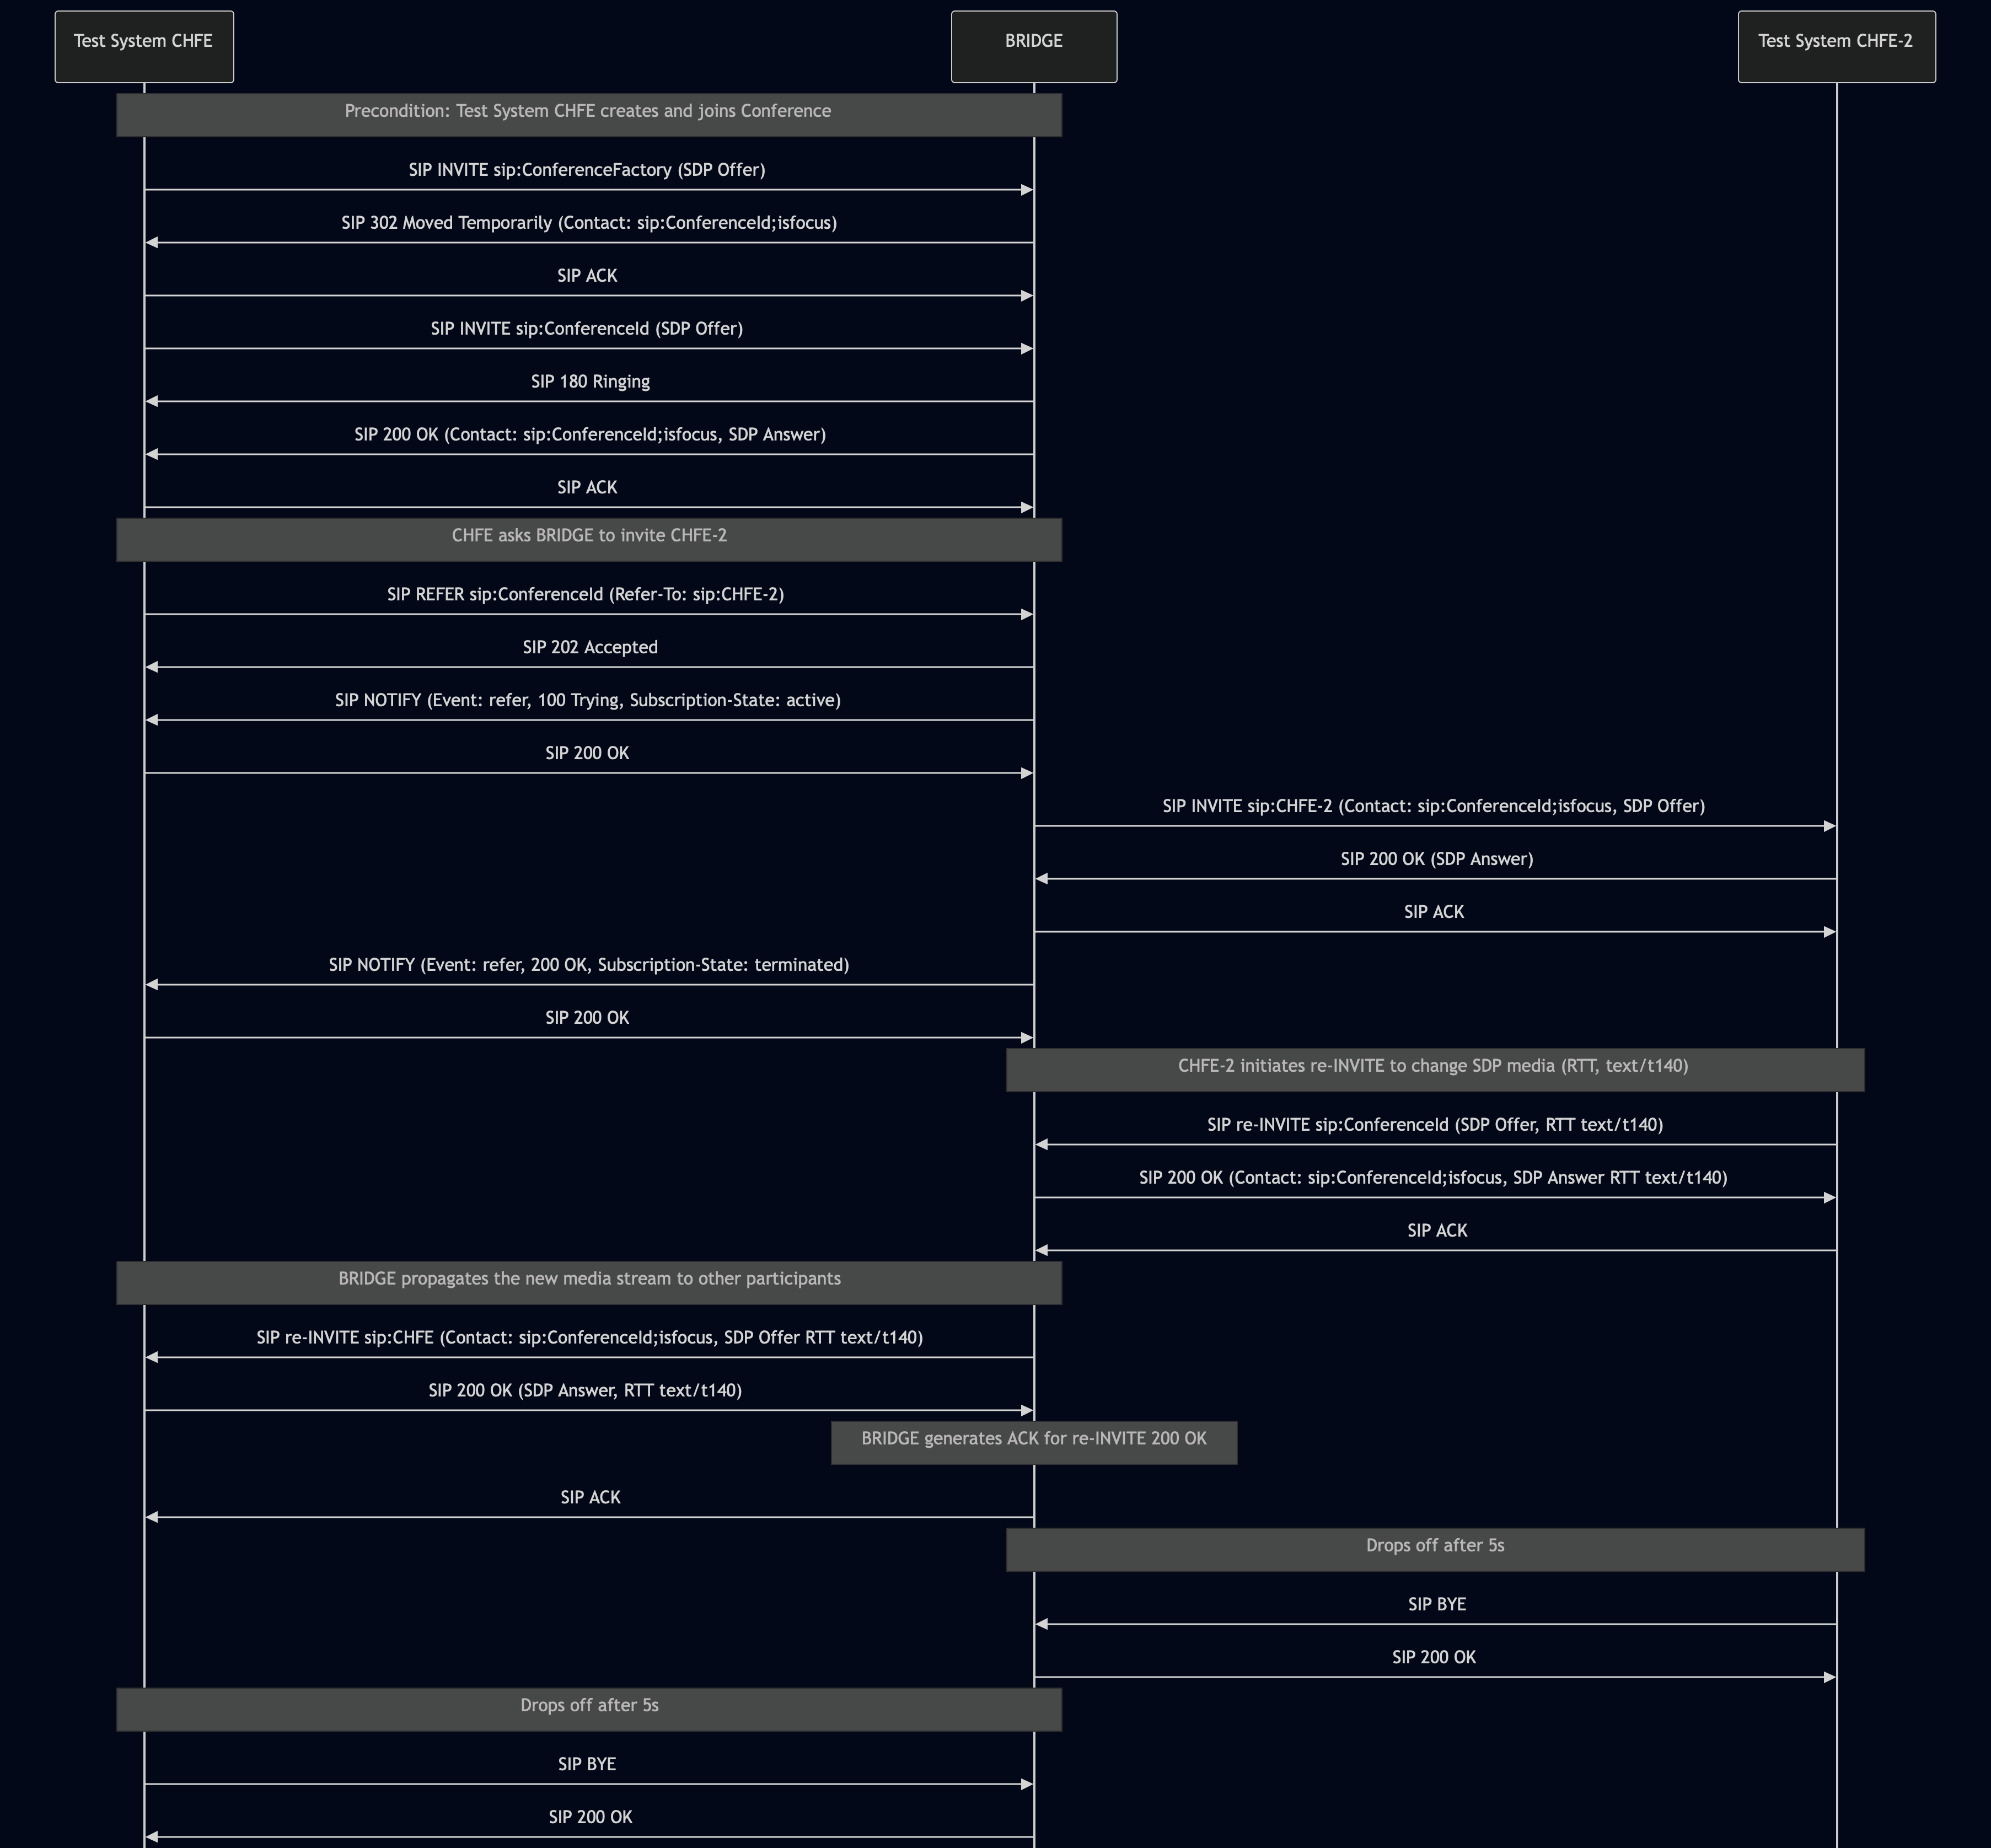 Test System CHFE
BRIDGE
Test System CHFE-2
Precondition: Test System CHFE creates and joins Conference
SIP INVITE sip:ConferenceFactory (SDP Offer)
SIP 302 Moved Temporarily (Contact: sip:ConferenceId;isfocus)
SIP ACK
SIP INVITE sip:ConferenceId (SDP Offer)
SIP 180 Ringing
SIP 200 OK (Contact: sip:ConferenceId;isfocus, SDP Answer)
SIP ACK
CHFE asks BRIDGE to invite CHFE-2
SIP REFER sip:ConferenceId (Refer-To: sip:CHFE-2)
SIP 202 Accepted
SIP NOTIFY (Event: refer, 100 Trying, Subscription-State: active)
SIP 200 OK
SIP INVITE sip:CHFE-2 (Contact: sip:ConferenceId;isfocus, SDP Offer)
SIP 200 OK (SDP Answer)
SIP ACK
SIP NOTIFY (Event: refer, 200 OK, Subscription-State: terminated)
SIP 200 OK
CHFE-2 initiates re-INVITE to change SDP media (RTT, text/t140)
SIP re-INVITE sip:ConferenceId (SDP Offer, RTT text/t140)
SIP 200 OK (Contact: sip:ConferenceId;isfocus, SDP Answer RTT text/t140)
SIP ACK
BRIDGE propagates the new media stream to other participants
SIP re-INVITE sip:CHFE (Contact: sip:ConferenceId;isfocus, SDP Offer RTT text/t140)
SIP 200 OK (SDP Answer, RTT text/t140)
BRIDGE generates ACK for re-INVITE 200 OK
SIP ACK
Drops off after 5s
SIP BYE
SIP 200 OK
Drops off after 5s
SIP BYE
SIP 200 OK